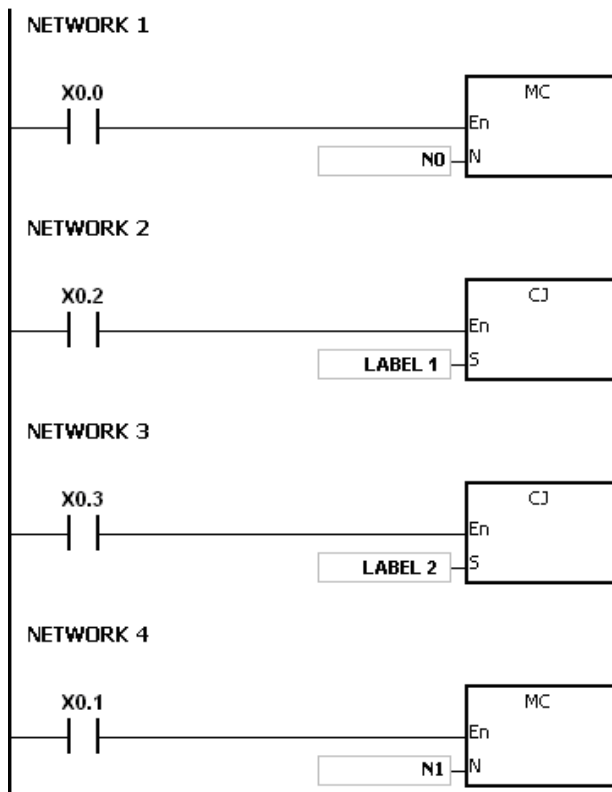 NETWORK 1
X0.0
MC
En
N0 N
NETWORK 2
X0.2
CJ
En
LABEL 1 S
NETWORK 3
X0.3
CJ
En
LABEL 2 S
NETWORK 4
X0.1
MC
En
N1 N